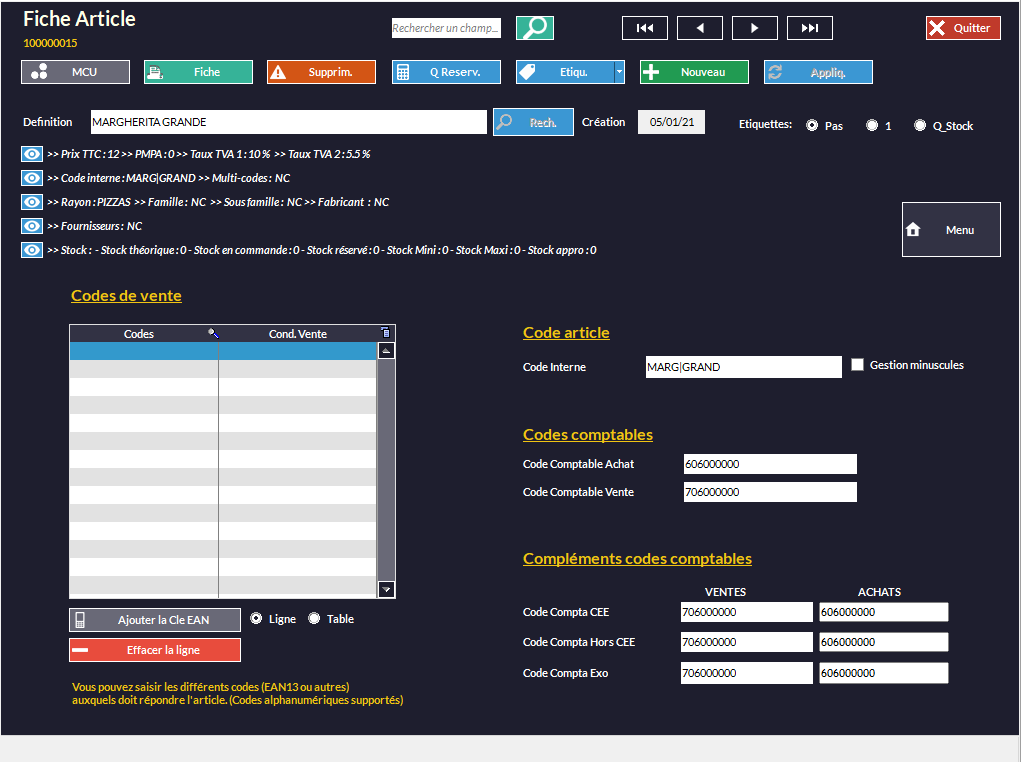 Fiche Article
Rechercher un champ...
Quitter
100000015
MCU
Fiche
Supprim.
Q Reserv.
Etiqu.
Nouveau
Appliq.
Definition MARGHERITA GRANDE Rech. Création 05/01/21 Etiquettes: Pas 1 Q_Stock
>> Prix TTC : 12 >> PMPA : 0 >> Taux TVA 1 : 10 % >> Taux TVA 2 : 5.5 %
>> Code interne : MARG|GRAND >> Multi-codes : NC
>> Rayon : PIZZAS >> Famille : NC >> Sous famille : NC >> Fabricant : NC
>> Fournisseurs : NC
>> Stock : - Stock théorique : 0 - Stock en commande : 0 - Stock réservé : 0 - Stock Mini : 0 - Stock Maxi : 0 - Stock appro : 0
Menu
Codes de vente
Codes Cond. Vente
Ajouter la Cle EAN Ligne Table
Effacer la ligne
Vous pouvez saisir les différents codes (EAN13 ou autres)
auxquels doit répondre l'article. (Codes alphanumériques supportés)
Code article
Code Interne MARG|GRAND Gestion minuscules
Codes comptables
Code Comptable Achat 606000000
Code Comptable Vente 706000000
Compléments codes comptables
VENTES ACHATS
Code Compta CEE 706000000 606000000
Code Compta Hors CEE 706000000 606000000
Code Compta Exo 706000000 606000000